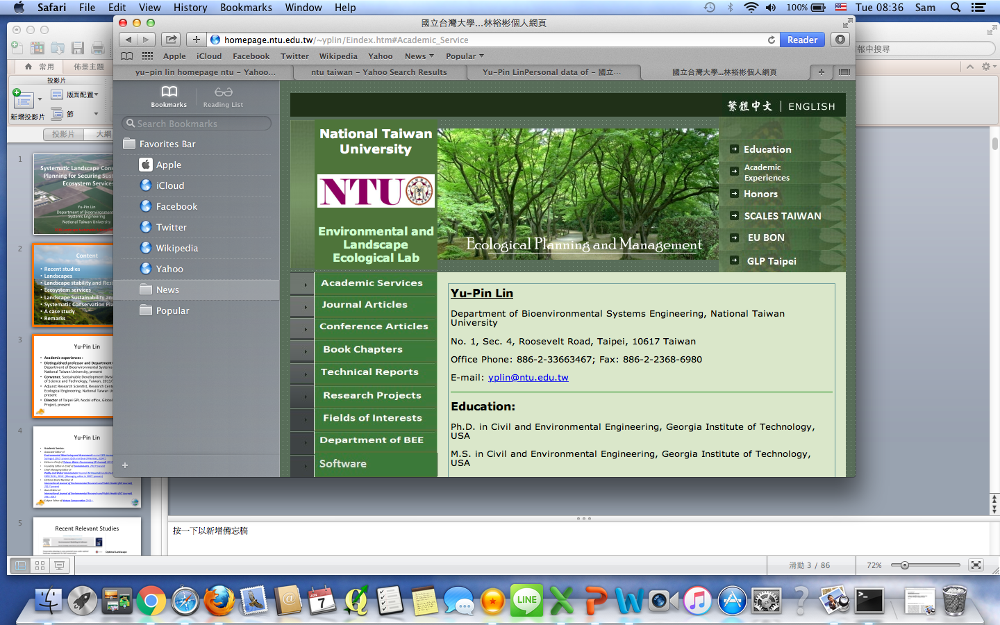 Safari File Edit View History Bookmarks Window Help
100% Tue 08:36 Sam
國立台灣大學...林裕彬個人網頁
homepage.ntu.edu.tw/~yplin/Eindex.htm#Academic_Service
Reader
Apple iCloud Facebook Twitter Wikipedia Yahoo News Popular
yu-pin lin homepage ntu - Yahoo...
ntu taiwan - Yahoo Search Results
Yu-Pin LinPersonal data of - 國立...
國立台灣大學...林裕彬個人網頁
Bookmarks
Reading List
Search Bookmarks
Favorites Bar
Apple
iCloud
Facebook
Twitter
Wikipedia
Yahoo
News
Popular
繁體中文 | ENGLISH
National Taiwan
University
NTU
Environmental and
Landscape
Ecological Lab
Ecological Planning and Management
Education
Academic
Experiences
Honors
SCALES TAIWAN
EU BON
GLP Taipei
Academic Services
Journal Articles
Conference Articles
Book Chapters
Technical Reports
Research Projects
Fields of Interests
Department of BEE
Software
Yu-Pin Lin
Department of Bioenvironmental Systems Engineering, National Taiwan
University
No. 1, Sec. 4, Roosevelt Road, Taipei, 10617 Taiwan
Office Phone: 886-2-33663467; Fax: 886-2-2368-6980
E-mail: yplin@ntu.edu.tw
Education:
Ph.D. in Civil and Environmental Engineering, Georgia Institute of Technology,
USA
M.S. in Civil and Environmental Engineering, Georgia Institute of Technology,
USA
報中搜尋
常用
佈景主題
投影片
新增投影片
版面配置
節
投影片
大綱
1
Systematic Landscape Cons
Planning for Securing Sust
Ecosystem Services
Yu-Pin Lin
Department of Bioenvironmental
Systems Engineering
National Taiwan University
2
Content
• Recent studies
• Landscapes
• Landscape stability and Resi
• Ecosystem services
• Landscape Sustainability an
• Systematic Conservation Pla
• A case study
• Remarks
3
Yu-Pin Lin
• Academic experiences :
• Distinguished professor and Department
Department of Bioenvironmental Systems
National Taiwan University, present
• Convener, Sustainable Development Divis
of Science and Technology, Taiwan, 2013/
• Adjunct Research Scientist, Research Cente
Ecological Engineering, National Taiwan Un
present
• Director of Taipei GPL Nodal office, Global
Project, present
4
Yu-Pin Lin
5
Recent Relevant Studies
Optimal Landscape
按一下以新增備忘稿
滑動 3 / 86
72%
JUN
7
LINE